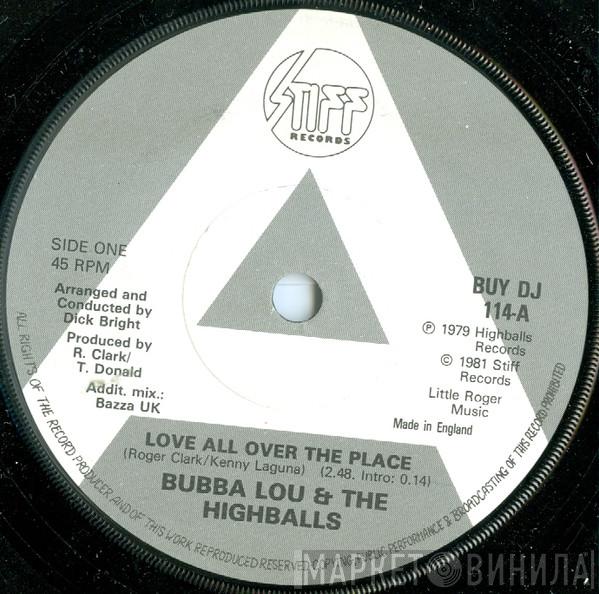 STIFF
RECORDS
SIDE ONE
45 RPM
Arranged and
Conducted by
Dick Bright
Produced by
R. Clark/
T. Donald
Addit. mix.:
Bazza UK
BUY DJ
114-A
℗ 1979 Highballs
Records
© 1981 Stiff
Records
Little Roger
Music
Made in England
LOVE ALL OVER THE PLACE
(Roger Clark/Kenny Laguna) (2.48. Intro: 0.14)
BUBBA LOU & THE
HIGHBALLS
ALL RIGHTS OF THE RECORD PRODUCER AND OF THIS WORK REPRODUCED RESERVED COPYING PUBLIC PERFORMANCE & BROADCASTING OF THIS RECORD PROHIBITED
МАРКЕТ ВИНИЛА